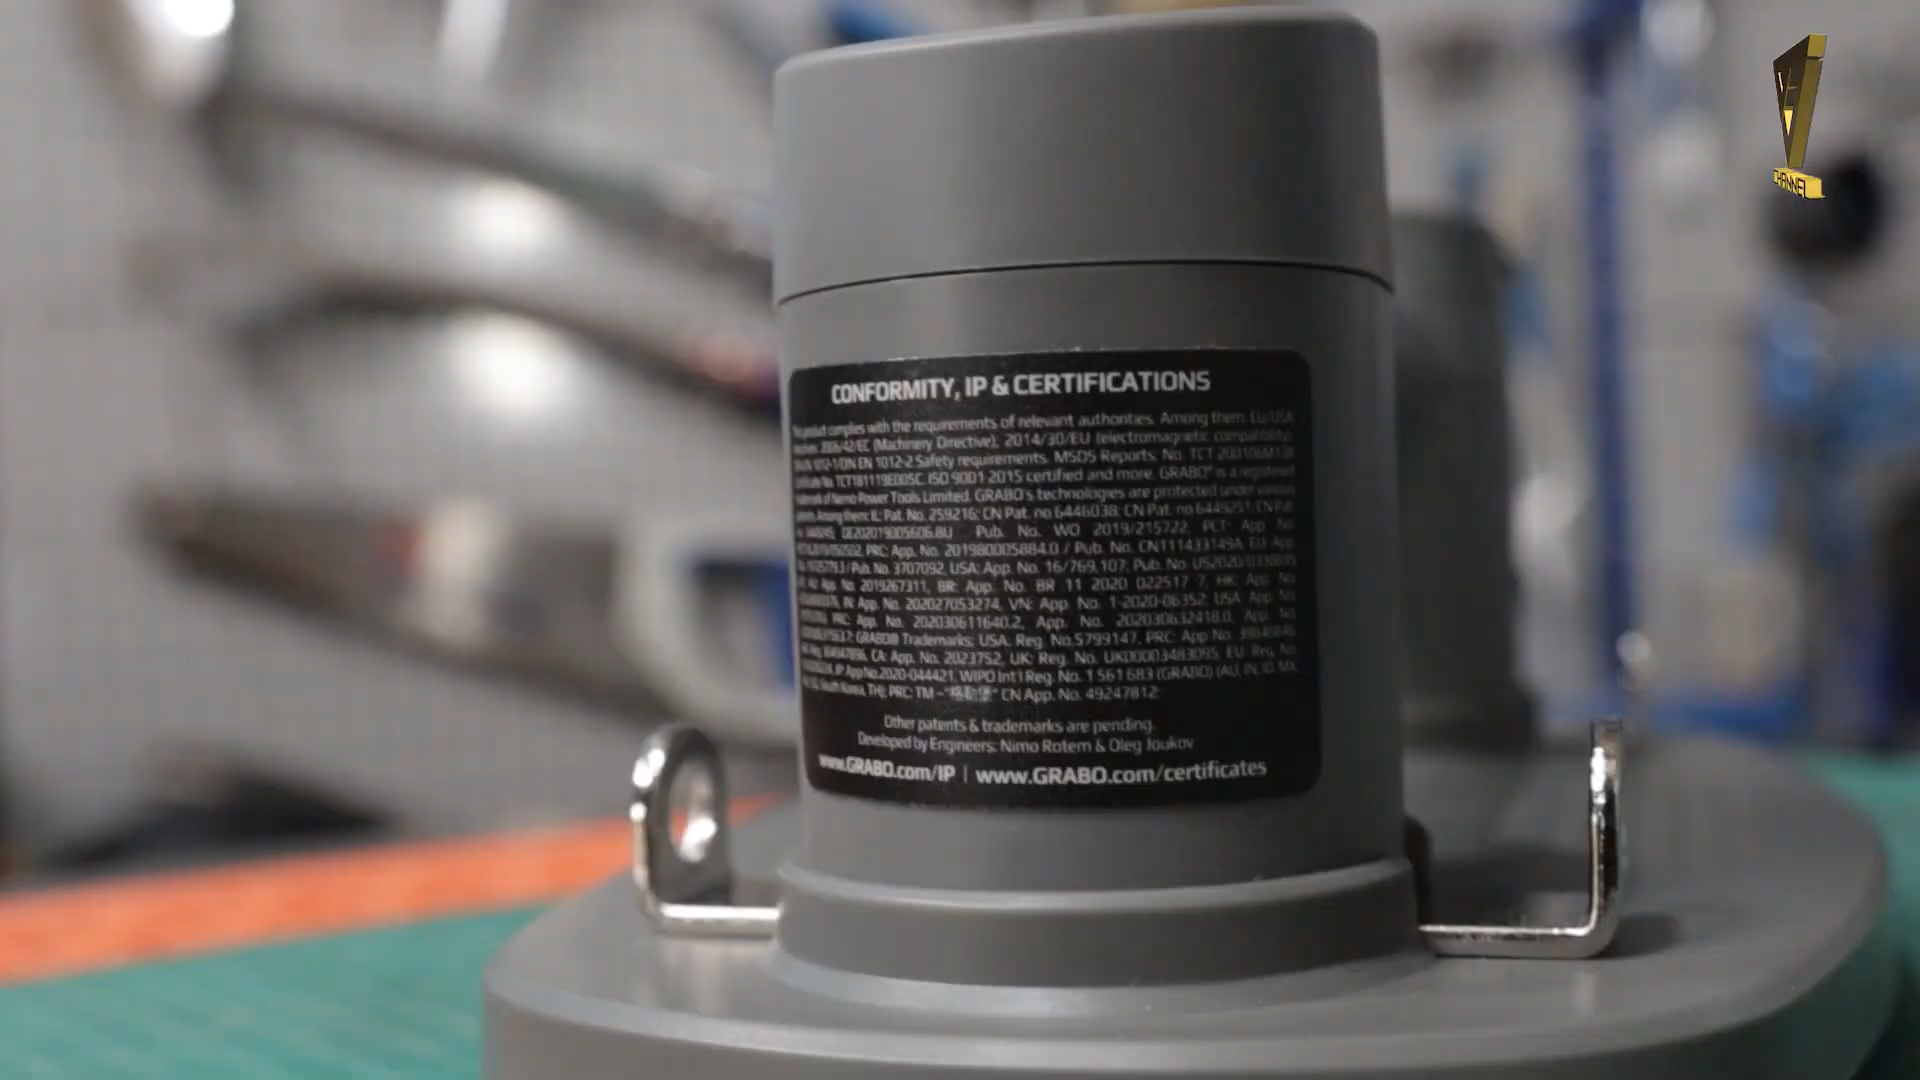 CONFORMITY, IP & CERTIFICATIONS
product complies with the requirements of relevant authorities. Among them: EU/USA
2006/42/EC (Machinery Directive); 2014/30/EU (electromagnetic compatibility);
1012-1/DIN EN 1012-2 Safety requirements. MSDS Reports: No. TCT
No. TCT181119E005C. ISO 9001:2015 certified and more. GRABO® is a registered
of Nemo Power Tools Limited. GRABO's technologies are protected under various
Among them: IL: Pat. No. 259216; CN Pat. no 6446038; CN Pat. no 6449251; CN Pat.
Pub. No. WO 2019/215722, PCT: App. No
PRC: App. No. 201980005884.0 / Pub. No. CN111433149A, EU: App.
Pub. No. 3707092, USA: App. No. 16/769,107; Pub. No.
App. No. 2019267311, BR: App. No. BR 11 2020 022517 7, HK: App. No
IN: App. No. 202027053274, VN: App. No. 1-2020-06352; USA App. No
PRC: App. No. 202030611640.2, App. No. 202030632418.0, App. No.
GRABO® Trademarks: USA. Reg. No.5799147, PRC: App No.
CA: App. No. 2023752, UK: Reg. No. UK00003483095, EU: Reg. No
App No.2020-044421, WIPO Int'l Reg. No. 1 561 683 (GRABO)
South Korea, TH); PRC: TM - CN App. No. 49247812;
Other patents & trademarks are pending.
Developed by Engineers: Nimo Rotem & Oleg Joukov
www.GRABO.com/IP | www.GRABO.com/certificates
CHANNEL